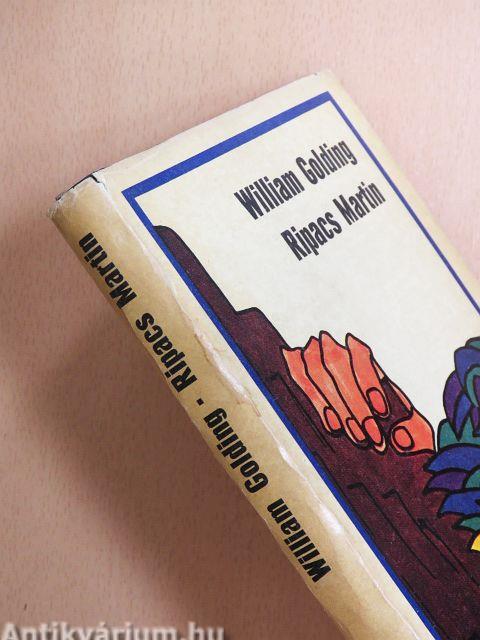 William Golding
Ripacs Martin
William Golding - Ripacs Martin
Antikvárium.hu